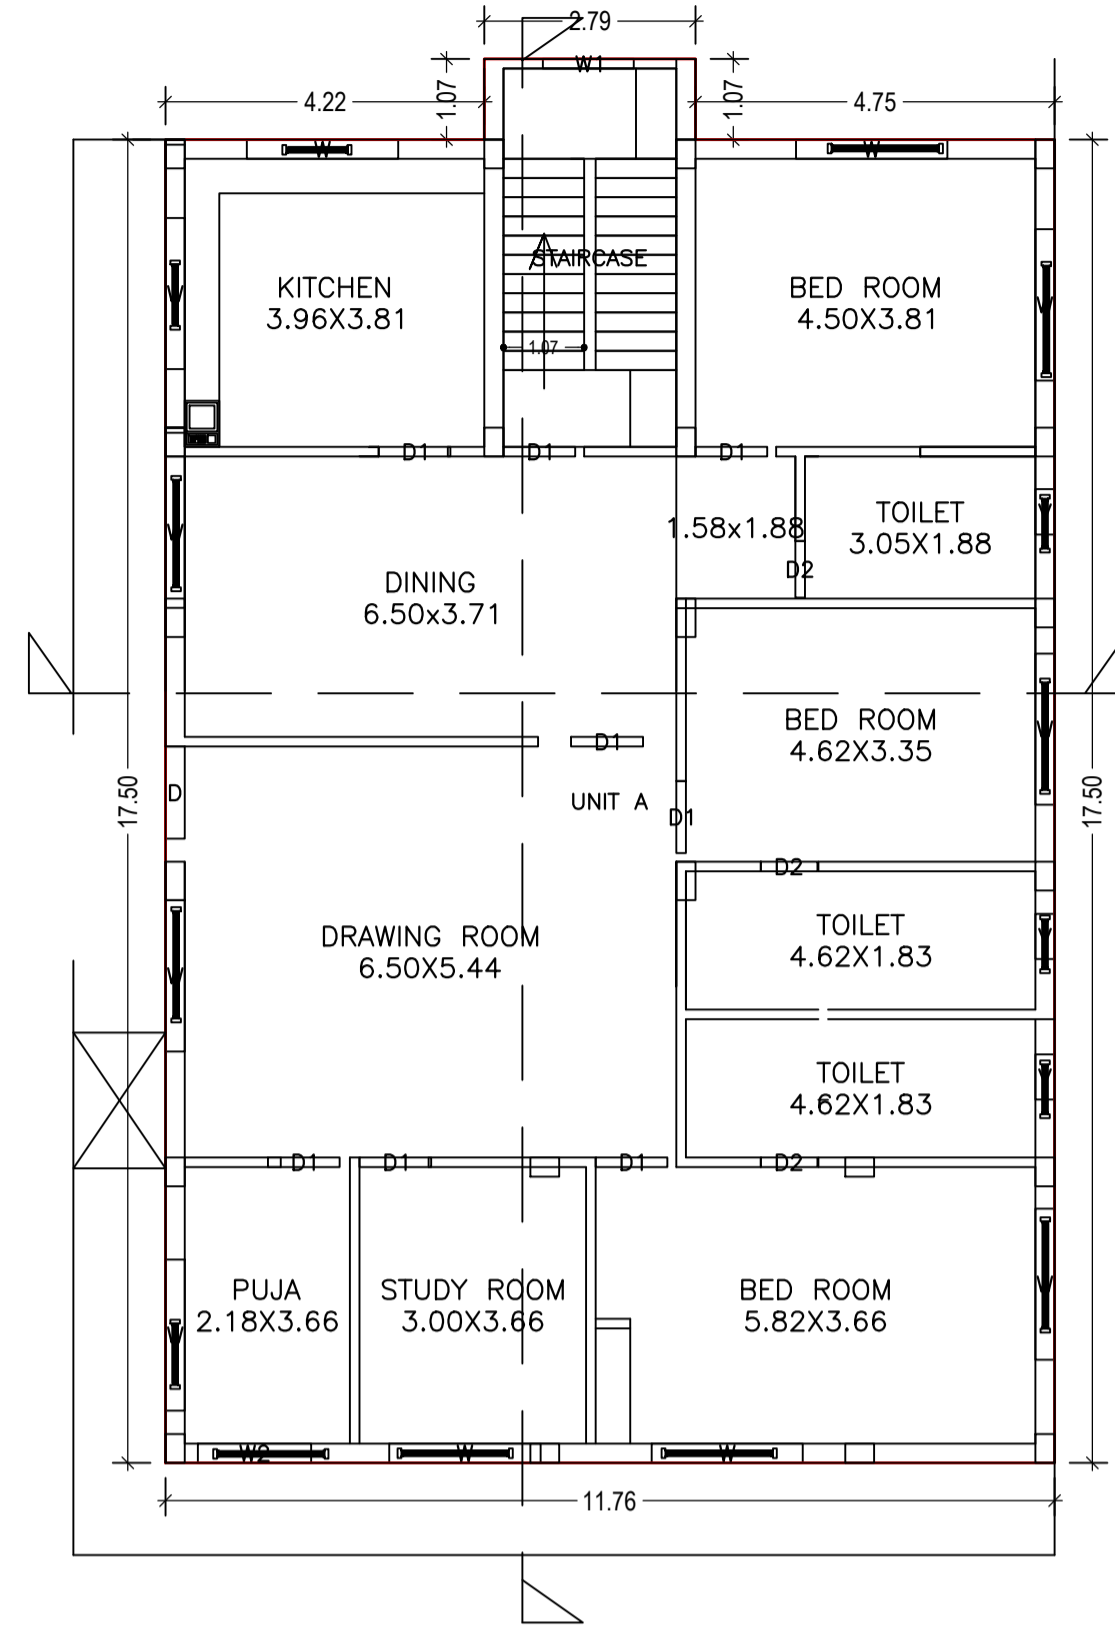 2.79
W1
1.07
1.07
4.22
4.75
W
W
STAIRCASE
KITCHEN
3.96X3.81
W
BED ROOM
4.50X3.81
W
1.07
D1
D1
D1
W
1.58x1.88
TOILET
3.05X1.88
W
D2
DINING
6.50x3.71
BED ROOM
4.62X3.35
W
D1
D
UNIT A
D1
17.50
17.50
D2
DRAWING ROOM
6.50X5.44
W
TOILET
4.62X1.83
W
TOILET
4.62X1.83
W
D1
D1
D1
D2
PUJA
2.18X3.66
STUDY ROOM
3.00X3.66
BED ROOM
5.82X3.66
W
W
W2
W
W
11.76